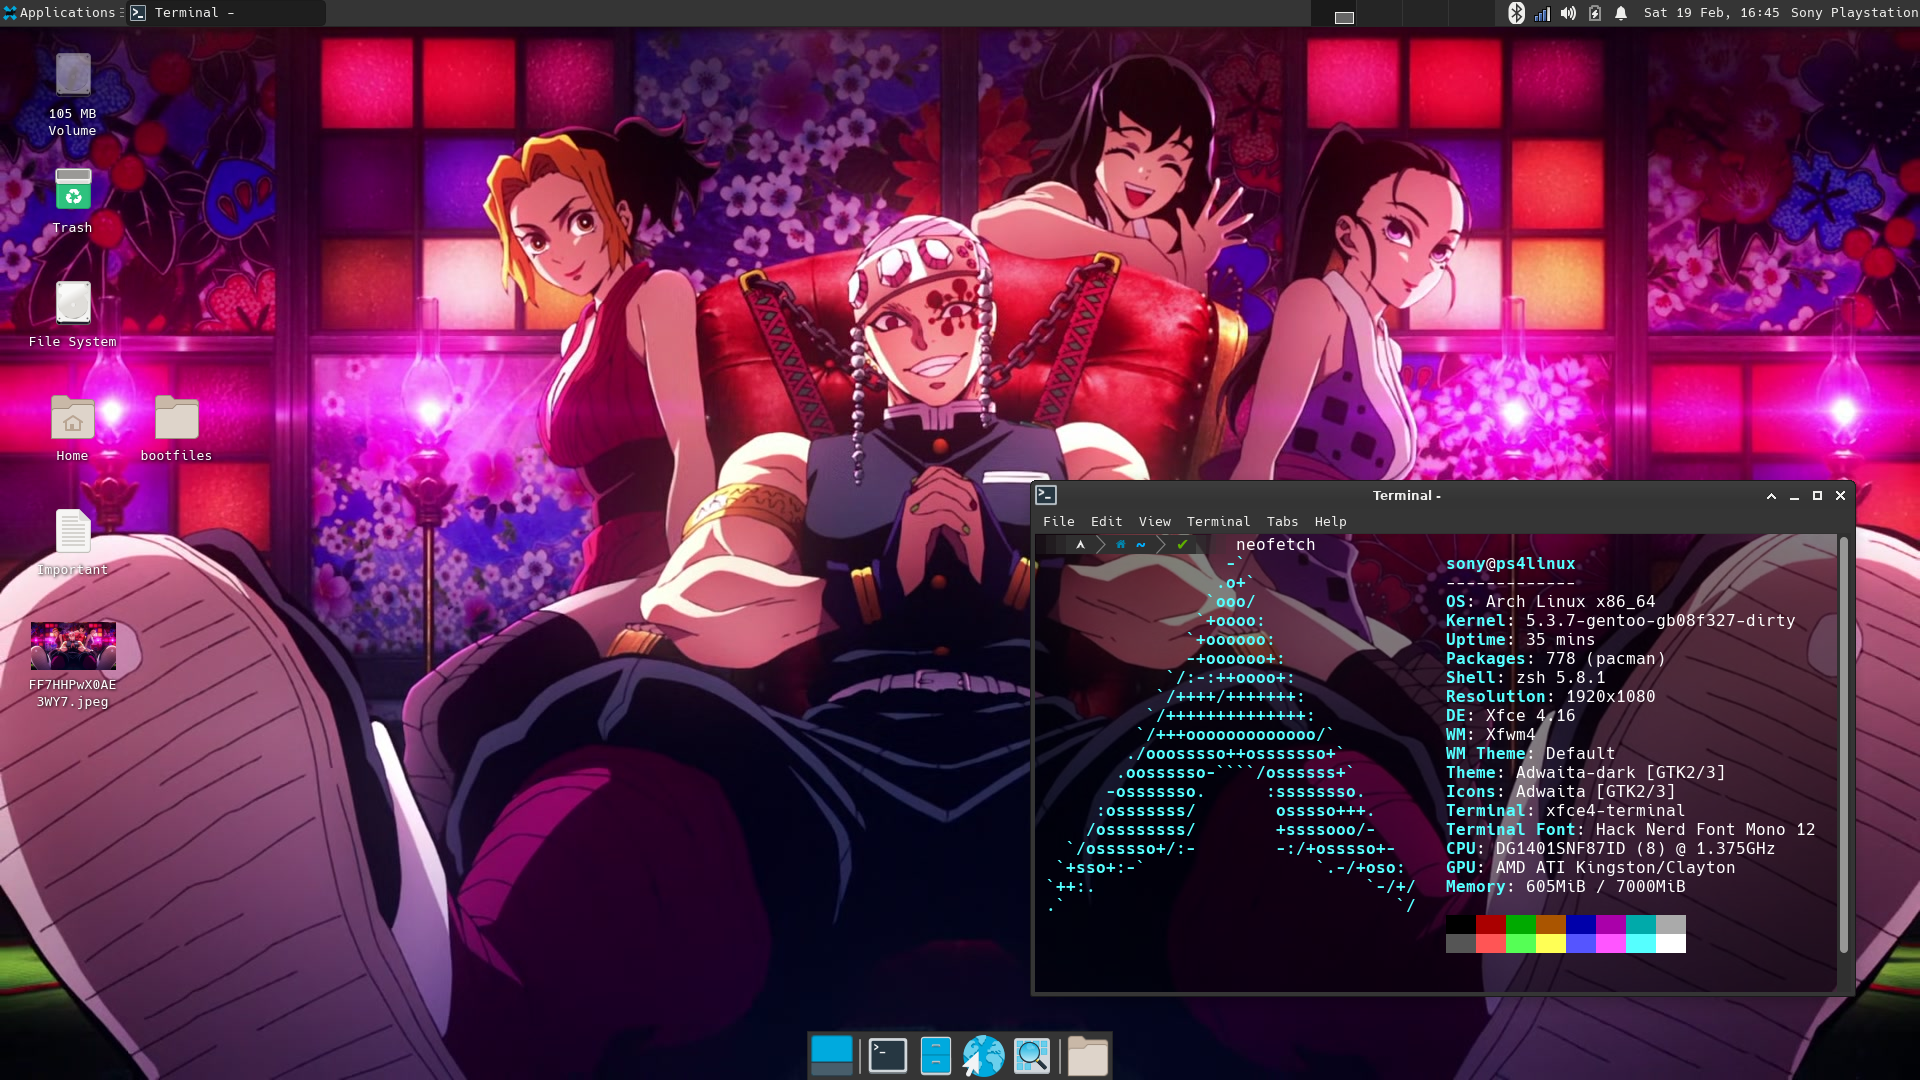 Applications
Terminal -
Sat 19 Feb, 16:45
Sony Playstation
105 MB
Volume
Trash
File System
Home
bootfiles
Important
FF7HHPwX0AE
3WY7.jpeg
Terminal -
File Edit View Terminal Tabs Help
~ ✔ neofetch
sony@ps4linux
-------------
OS: Arch Linux x86_64
Kernel: 5.3.7-gentoo-gb08f327-dirty
Uptime: 35 mins
Packages: 778 (pacman)
Shell: zsh 5.8.1
Resolution: 1920x1080
DE: Xfce 4.16
WM: Xfwm4
WM Theme: Default
Theme: Adwaita-dark [GTK2/3]
Icons: Adwaita [GTK2/3]
Terminal: xfce4-terminal
Terminal Font: Hack Nerd Font Mono 12
CPU: DG1401SNF87ID (8) @ 1.375GHz
GPU: AMD ATI Kingston/Clayton
Memory: 605MiB / 7000MiB